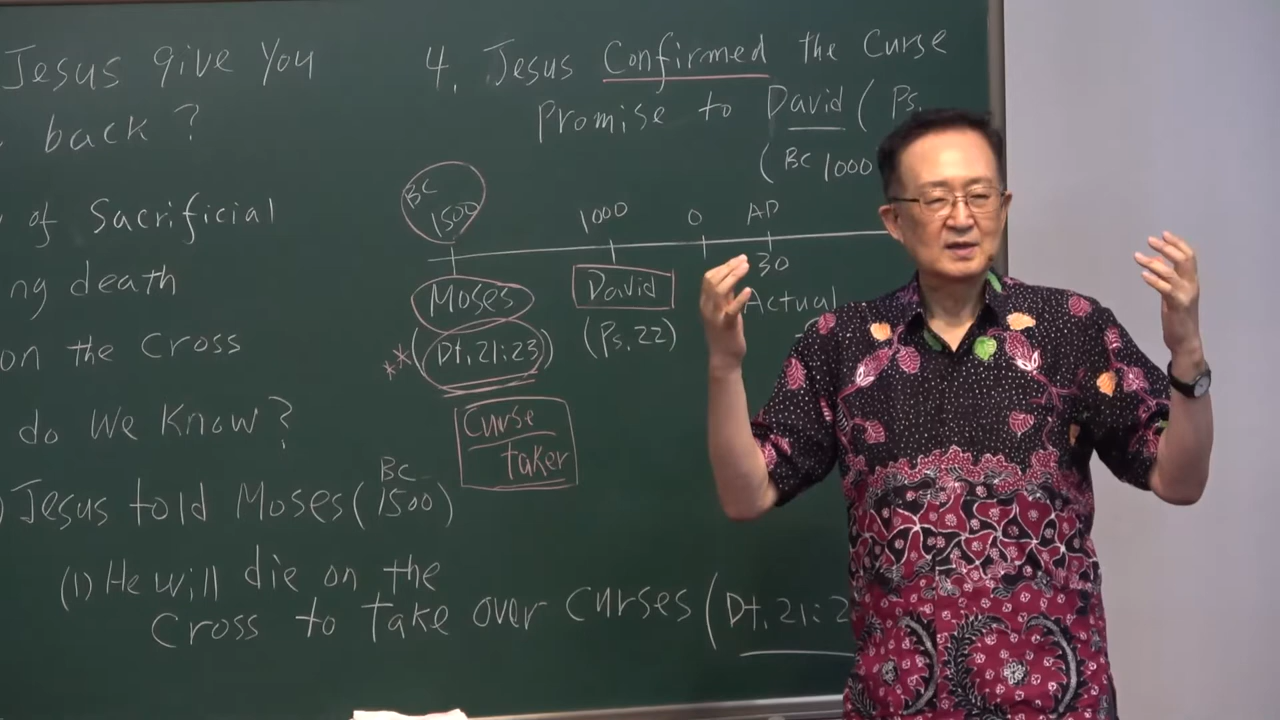 Jesus give You
back?
of Sacrificial
ng death
on the Cross
do We Know?
Jesus told Moses (BC 1500)
(1) He will die on the
Cross to take over Curses (Dt. 21:2
4. Jesus Confirmed the Curse
Promise to David (Ps.
(BC 1000
BC 1500 1000 0 AD
30
Moses David Actual
**(Dt. 21:23) (Ps. 22)
Curse
taker